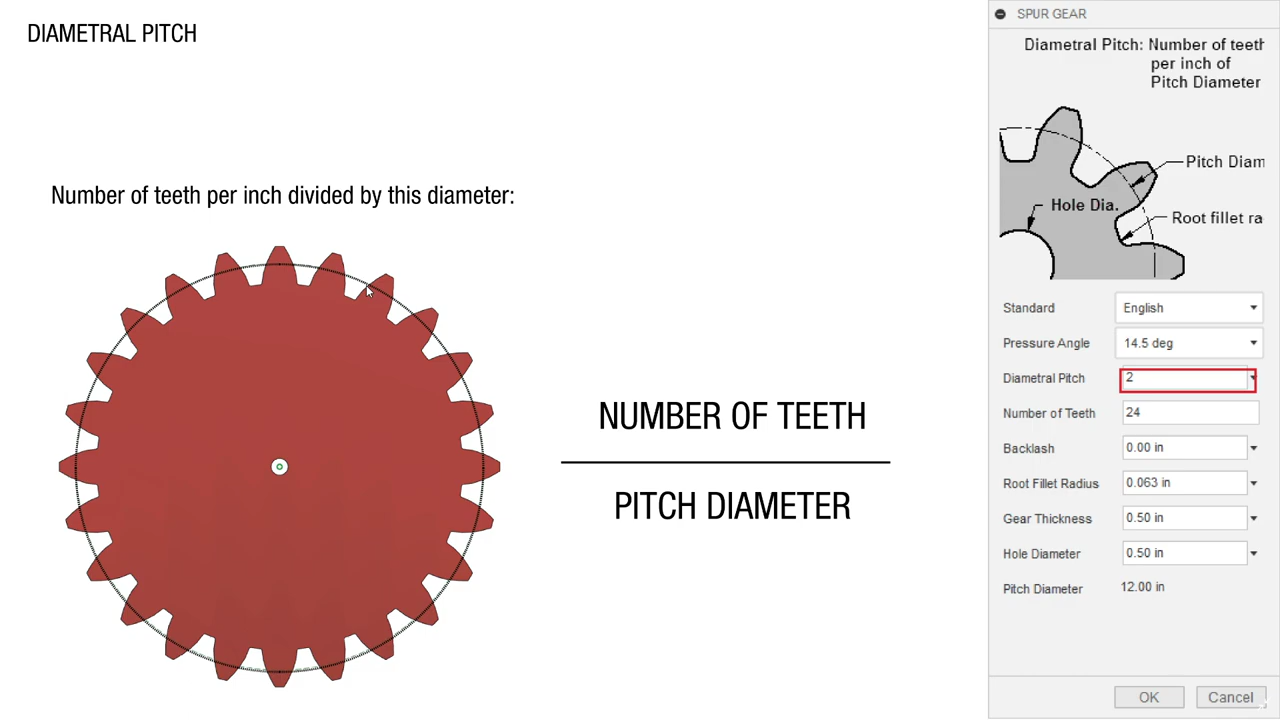 DIAMETRAL PITCH
Number of teeth per inch divided by this diameter:
NUMBER OF TEETH
PITCH DIAMETER
SPUR GEAR
Diametral Pitch: Number of teeth
per inch of
Pitch Diameter
Pitch Diam
Hole Dia.
Root fillet ra
Standard English
Pressure Angle 14.5 deg
Diametral Pitch 2
Number of Teeth 24
Backlash 0.00 in
Root Fillet Radius 0.063 in
Gear Thickness 0.50 in
Hole Diameter 0.50 in
Pitch Diameter 12.00 in
OK Cancel